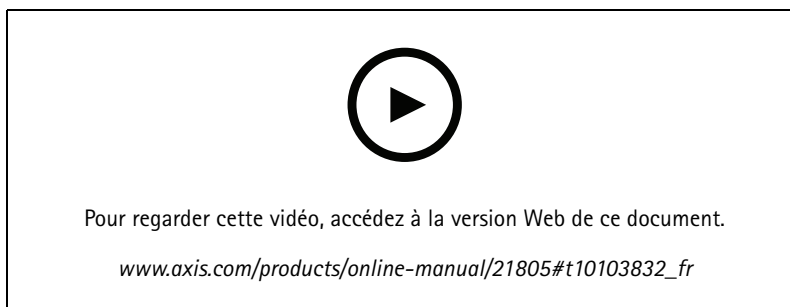 Pour regarder cette vidéo, accédez à la version Web de ce document.
www.axis.com/products/online-manual/21805#t10103832_fr